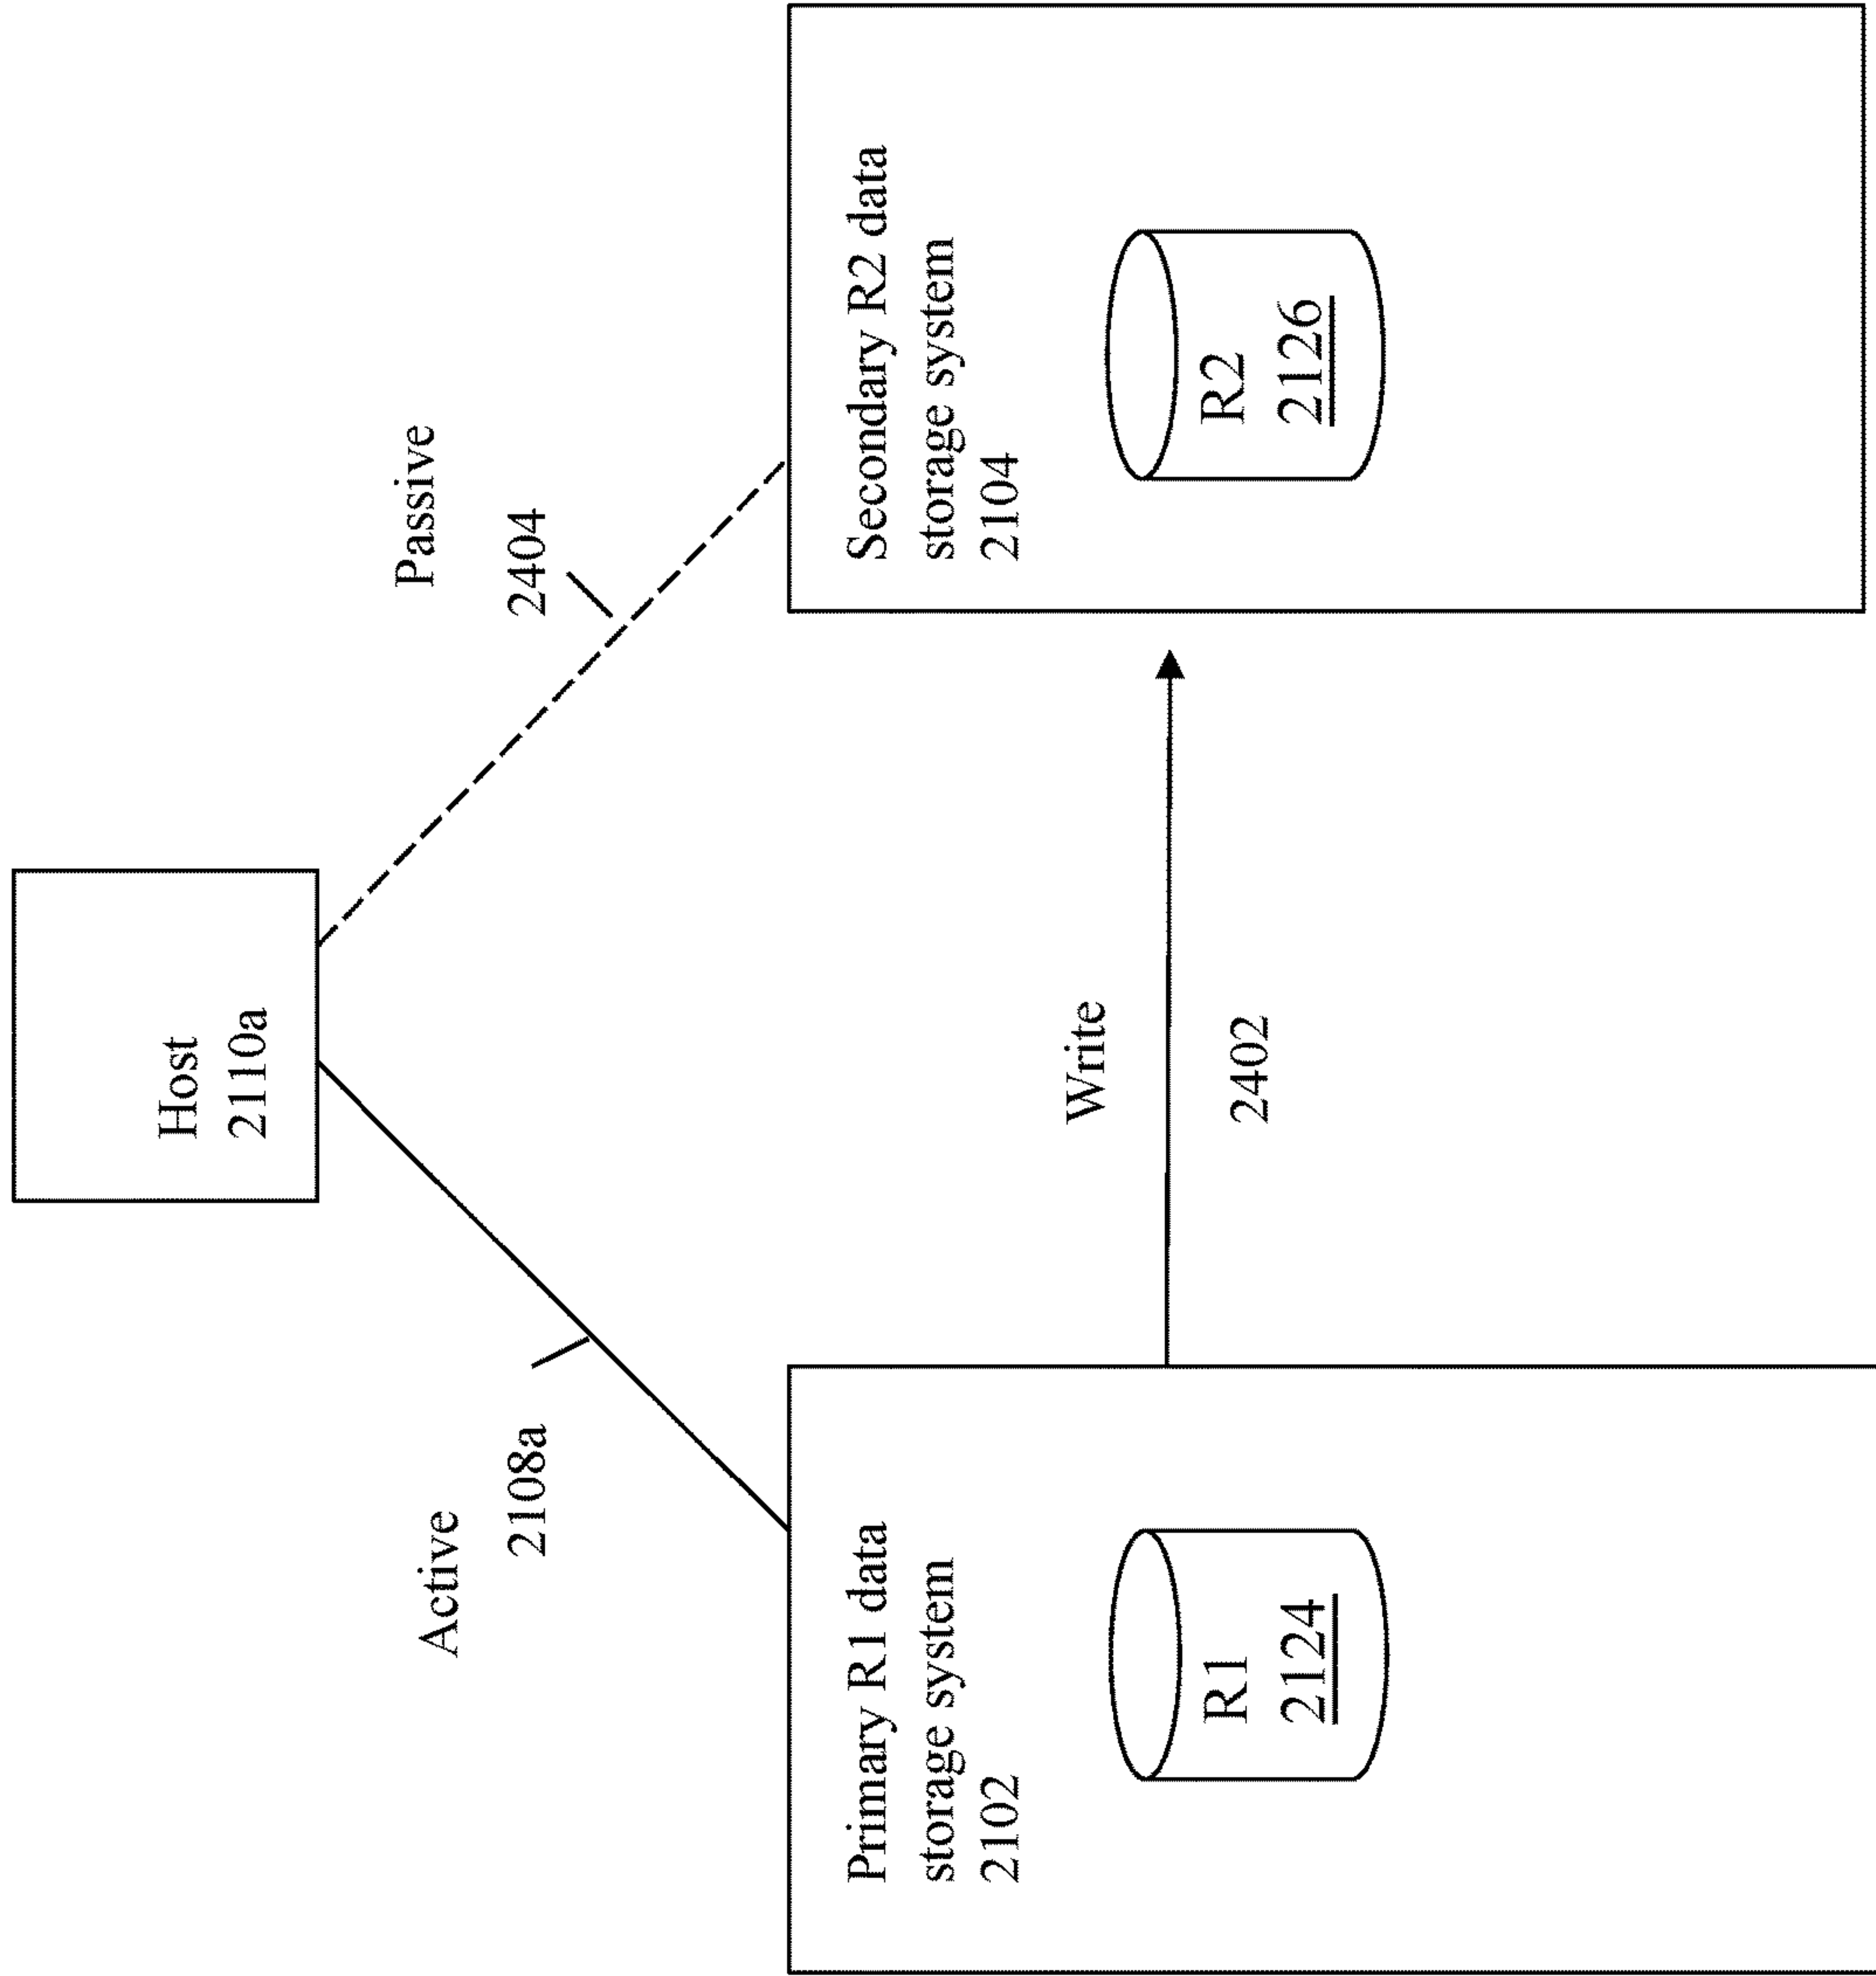 Host
2110a
Active
2108a
Passive
2404
Primary R1 data
storage system
2102
R1
2124
Write
2402
Secondary R2 data
storage system
2104
R2
2126